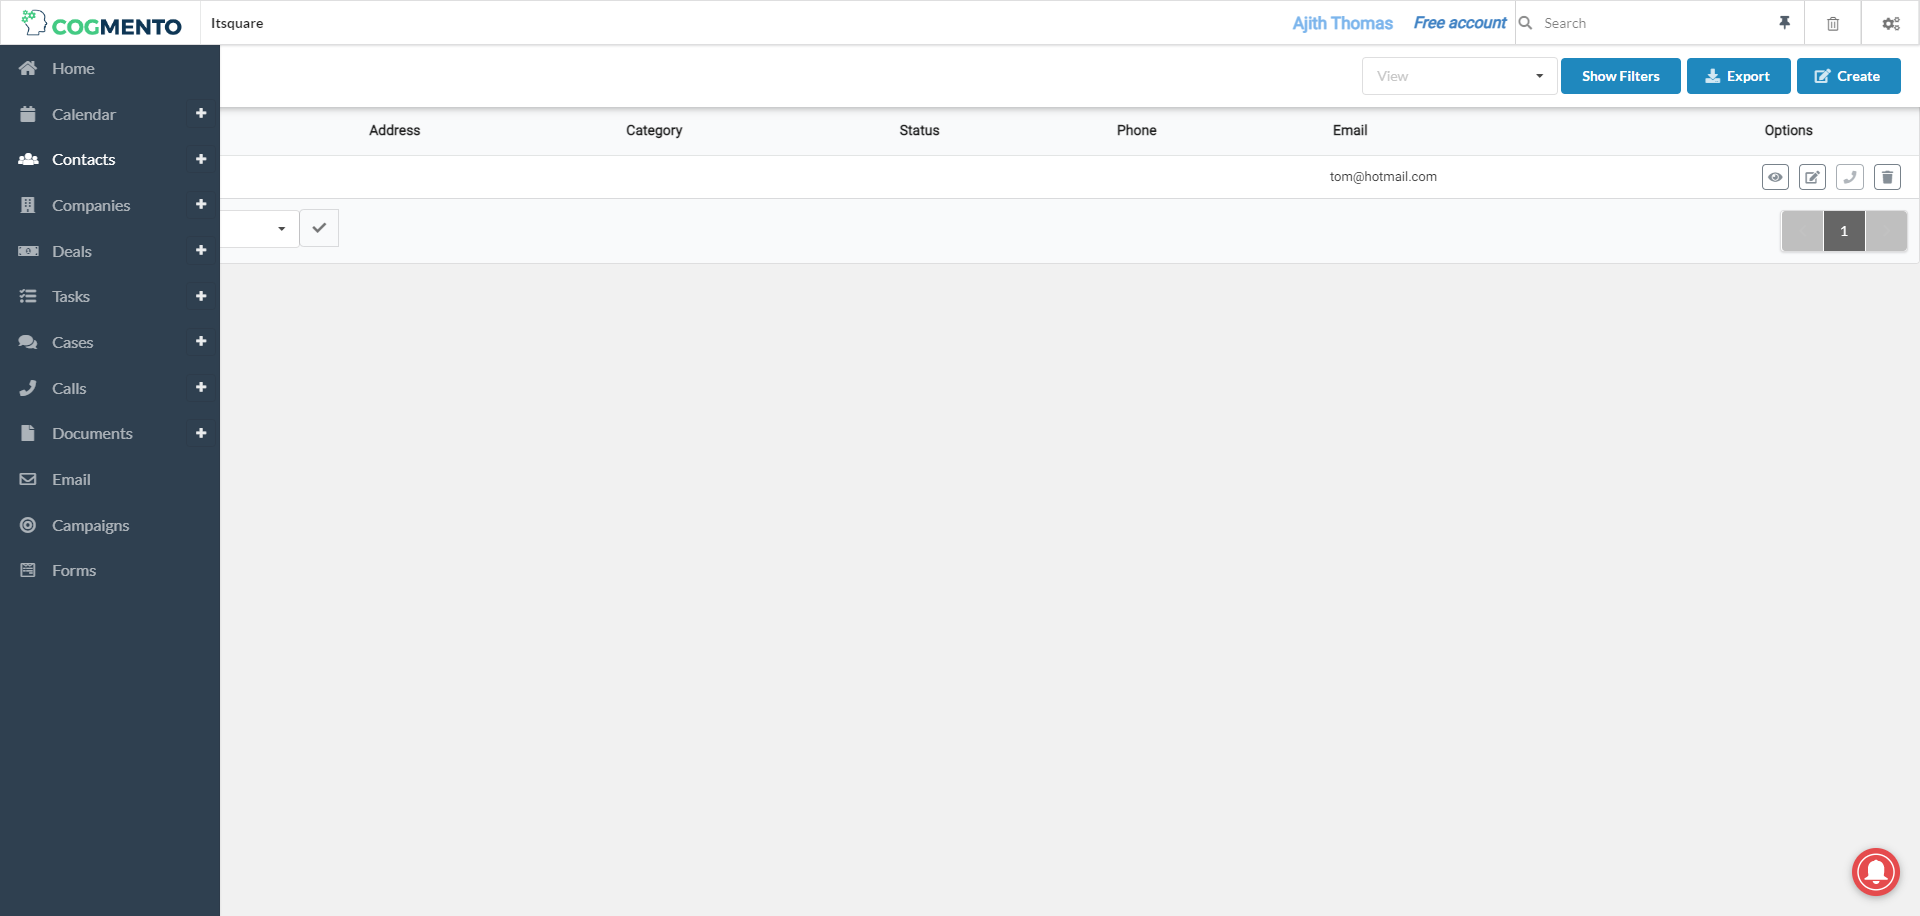 COGMENTO
Itsquare
Ajith Thomas
Free account
Search
Home
Calendar
Contacts
Companies
Deals
Tasks
Cases
Calls
Documents
Email
Campaigns
Forms
View
Show Filters
Export
Create
Address
Category
Status
Phone
Email
Options
tom@hotmail.com
1